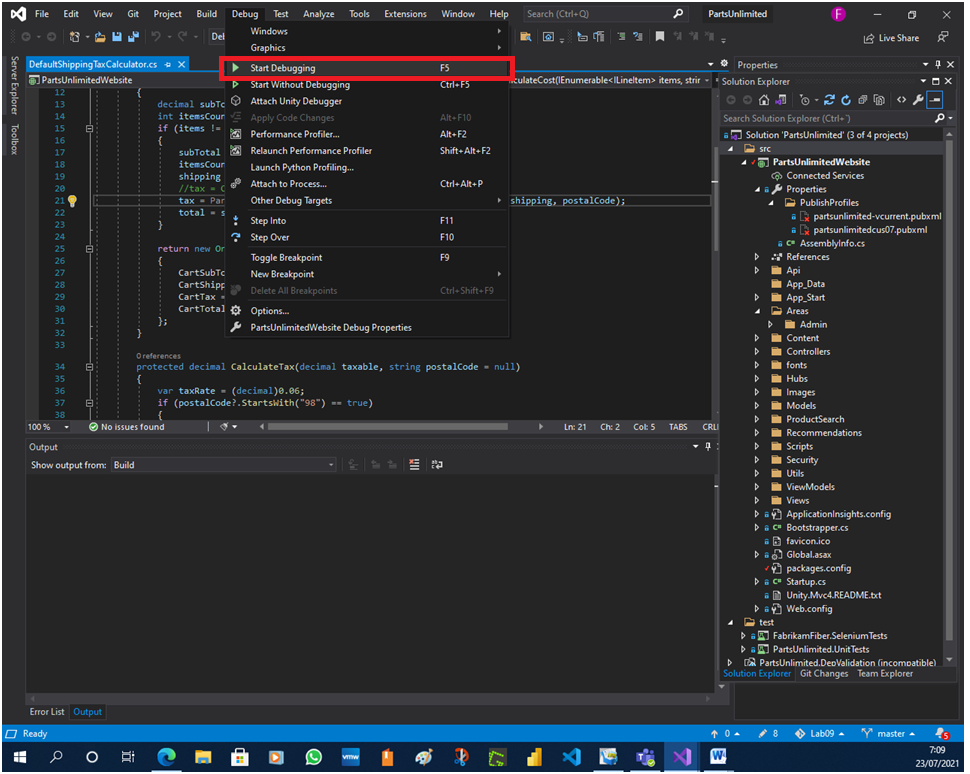 File Edit View Git Project Build Debug Test Analyze Tools Extensions Window Help Search (Ctrl+Q) PartsUnlimited F
Live Share
Server Explorer
Toolbox
DefaultShippingTaxCalculator.cs
PartsUnlimitedWebsite
Windows
Graphics
Start Debugging F5
Start Without Debugging Ctrl+F5
Attach Unity Debugger
Apply Code Changes Alt+F10
Performance Profiler... Alt+F2
Relaunch Performance Profiler Shift+Alt+F2
Launch Python Profiling...
Attach to Process... Ctrl+Alt+P
Other Debug Targets
Step Into F11
Step Over F10
Toggle Breakpoint F9
New Breakpoint
Delete All Breakpoints Ctrl+Shift+F9
Options...
PartsUnlimitedWebsite Debug Properties
lculateCost(IEnumerable<ILineItem> items, strir
12 {
13 decimal subTo
14 int itemsCoun
15 if (items !=
16 {
17 subTotal
18 itemsCoun
19 shipping
20 //tax = C
21 tax = Par shipping, postalCode);
22 total = s
23 }
24
25 return new Or
26 {
27 CartSubTo
28 CartShipp
29 CartTax =
30 CartTotal
31 };
32 }
33
0 references
34 protected decimal CalculateTax(decimal taxable, string postalCode = null)
35 {
36 var taxRate = (decimal)0.06;
37 if (postalCode?.StartsWith("98") == true)
38 {
100 % No issues found Ln: 21 Ch: 2 Col: 5 TABS CRLF
Output
Show output from: Build
Error List Output
Properties
Solution Explorer
Search Solution Explorer (Ctrl+')
Solution 'PartsUnlimited' (3 of 4 projects)
src
PartsUnlimitedWebsite
Connected Services
Properties
PublishProfiles
partsunlimited-vcurrent.pubxml
partsunlimitedcus07.pubxml
AssemblyInfo.cs
References
Api
App_Data
App_Start
Areas
Admin
Content
Controllers
fonts
Hubs
Images
Models
ProductSearch
Recommendations
Scripts
Security
Utils
ViewModels
Views
ApplicationInsights.config
Bootstrapper.cs
favicon.ico
Global.asax
packages.config
Startup.cs
Unity.Mvc4.README.txt
Web.config
test
FabrikamFiber.SeleniumTests
PartsUnlimited.UnitTests
PartsUnlimited.DepValidation (incompatible)
Solution Explorer Git Changes Team Explorer
Ready 0 8 Lab09 master 5
vmw
7:09
23/07/2021